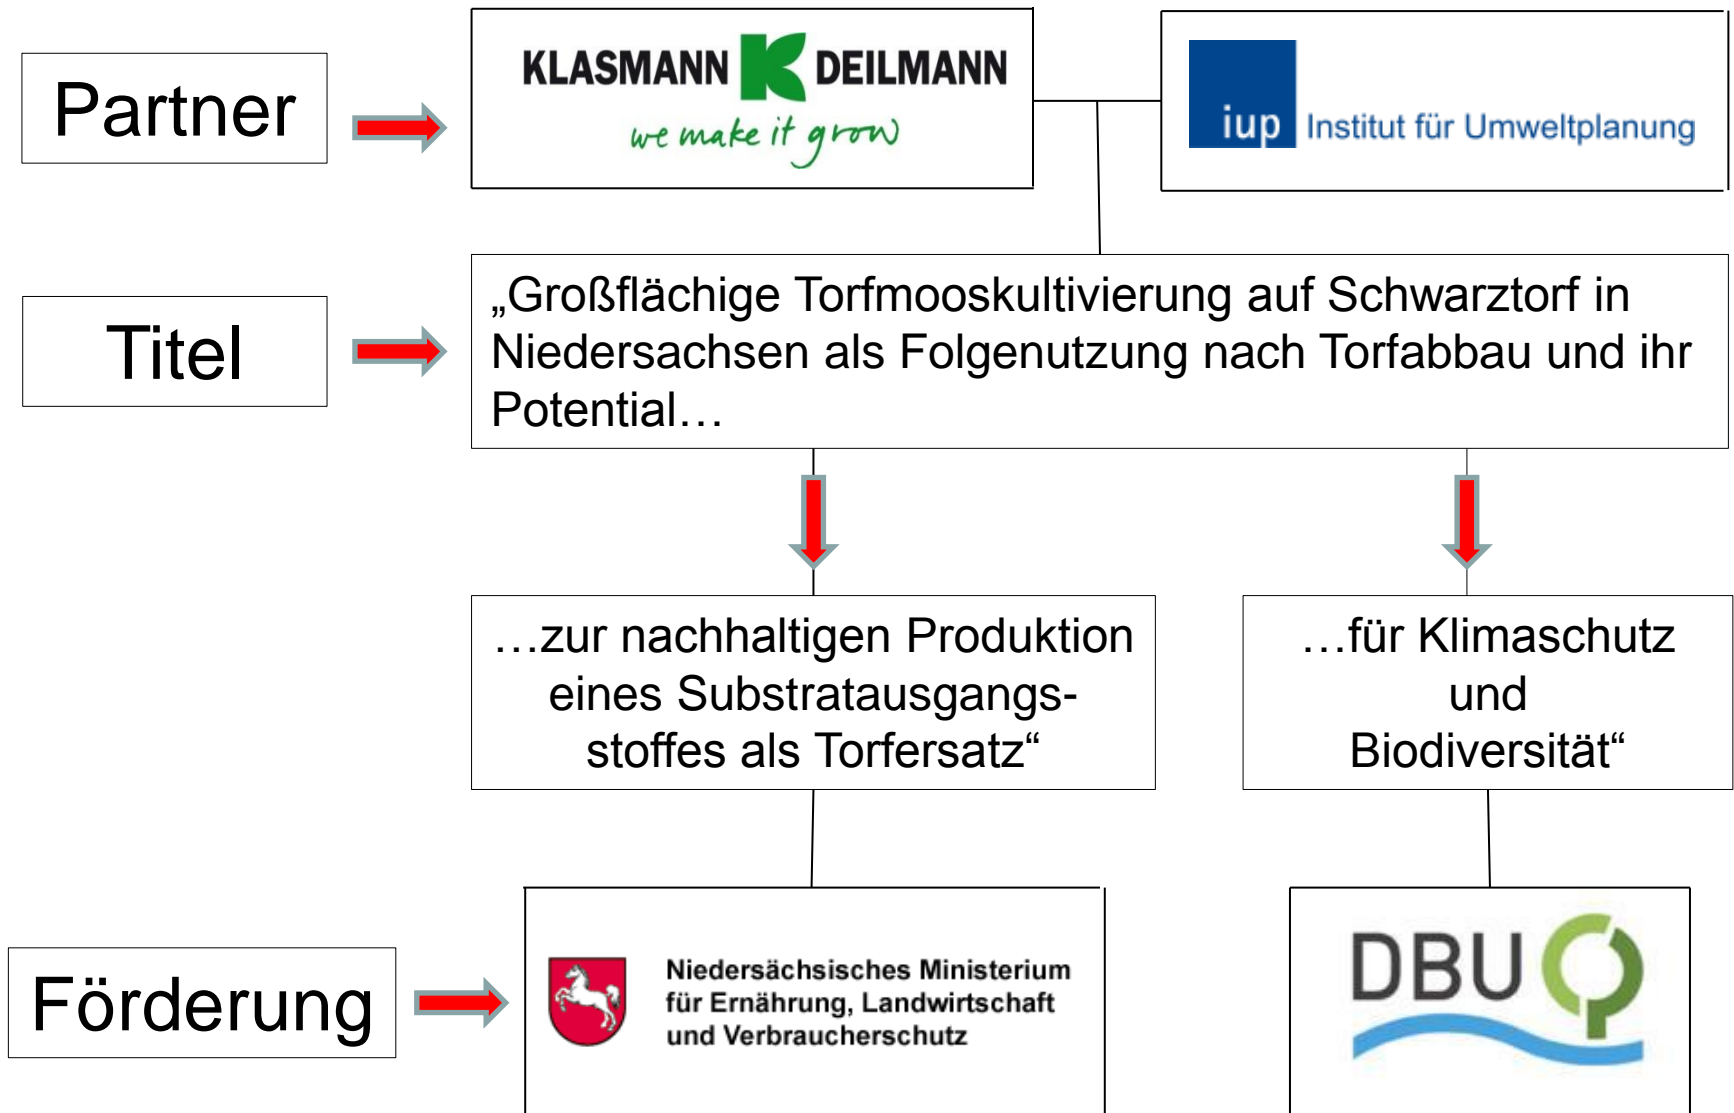 Partner
KLASMANN DEILMANN
we make it grow
iup Institut für Umweltplanung
Titel
„Großflächige Torfmooskultivierung auf Schwarztorf in
Niedersachsen als Folgenutzung nach Torfabbau und ihr
Potential…
…zur nachhaltigen Produktion
eines Substratausgangs-
stoffes als Torfersatz“
…für Klimaschutz
und
Biodiversität“
Förderung
Niedersächsisches Ministerium
für Ernährung, Landwirtschaft
und Verbraucherschutz
DBU